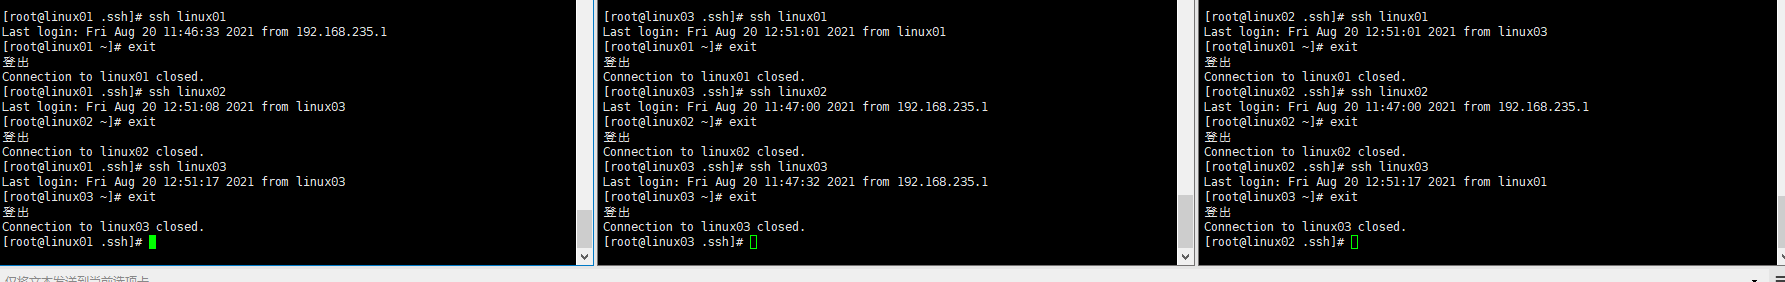 [root@linux01 .ssh]# ssh linux01
Last login: Fri Aug 20 11:46:33 2021 from 192.168.235.1
[root@linux01 ~]# exit
登出
Connection to linux01 closed.
[root@linux01 .ssh]# ssh linux02
Last login: Fri Aug 20 12:51:08 2021 from linux03
[root@linux02 ~]# exit
登出
Connection to linux02 closed.
[root@linux01 .ssh]# ssh linux03
Last login: Fri Aug 20 12:51:17 2021 from linux03
[root@linux03 ~]# exit
登出
Connection to linux03 closed.
[root@linux01 .ssh]#
[root@linux03 .ssh]# ssh linux01
Last login: Fri Aug 20 12:51:01 2021 from linux01
[root@linux01 ~]# exit
登出
Connection to linux01 closed.
[root@linux03 .ssh]# ssh linux02
Last login: Fri Aug 20 11:47:00 2021 from 192.168.235.1
[root@linux02 ~]# exit
登出
Connection to linux02 closed.
[root@linux03 .ssh]# ssh linux03
Last login: Fri Aug 20 11:47:32 2021 from 192.168.235.1
[root@linux03 ~]# exit
登出
Connection to linux03 closed.
[root@linux03 .ssh]#
[root@linux02 .ssh]# ssh linux01
Last login: Fri Aug 20 12:51:01 2021 from linux03
[root@linux01 ~]# exit
登出
Connection to linux01 closed.
[root@linux02 .ssh]# ssh linux02
Last login: Fri Aug 20 11:47:00 2021 from 192.168.235.1
[root@linux02 ~]# exit
登出
Connection to linux02 closed.
[root@linux02 .ssh]# ssh linux03
Last login: Fri Aug 20 12:51:17 2021 from linux01
[root@linux03 ~]# exit
登出
Connection to linux03 closed.
[root@linux02 .ssh]#
仅将文本发送到当前选项卡